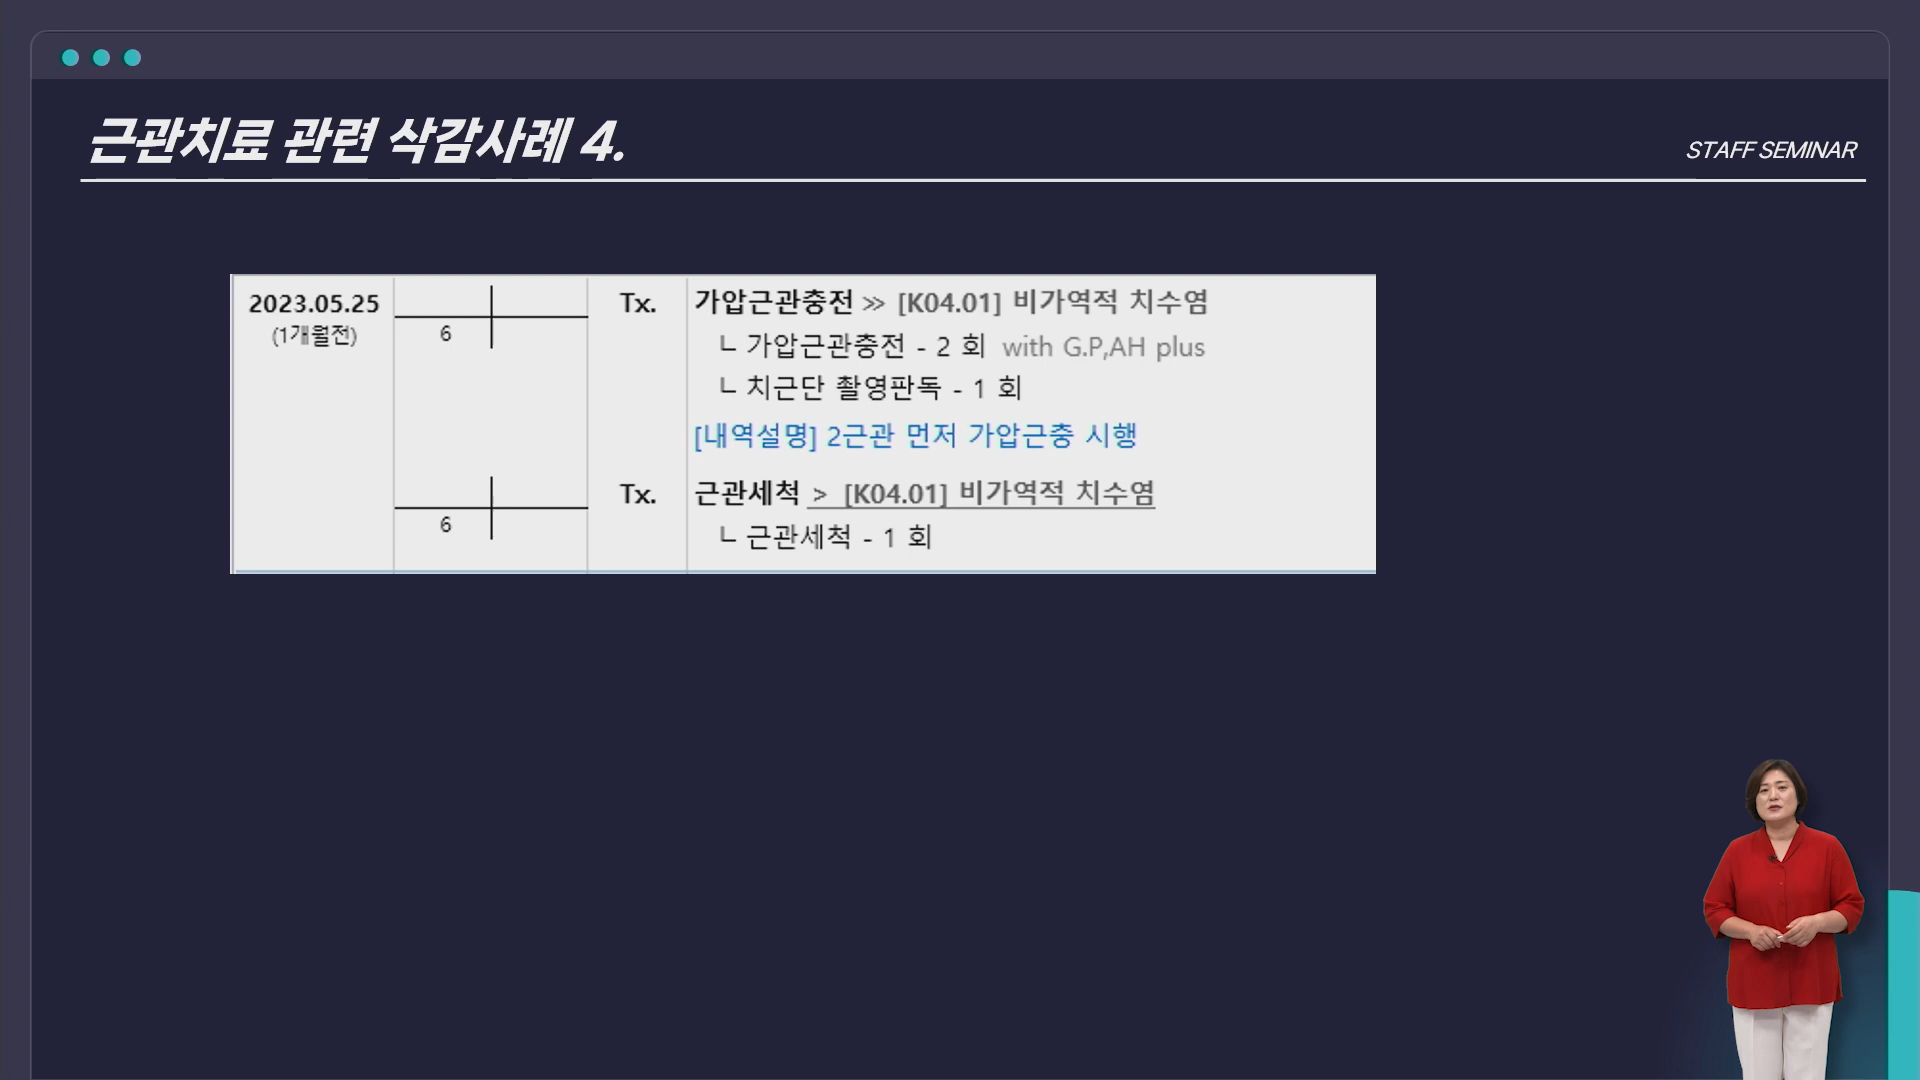 근관치료 관련 삭감사례 4.
STAFF SEMINAR
2023.05.25
(1개월전)
6
Tx.
가압근관충전 >> [K04.01] 비가역적 치수염
ㄴ 가압근관충전 - 2 회 with G.P,AH plus
ㄴ 치근단 촬영판독 - 1 회
[내역설명] 2근관 먼저 가압근충 시행
6
Tx.
근관세척 > [K04.01] 비가역적 치수염
ㄴ 근관세척 - 1 회